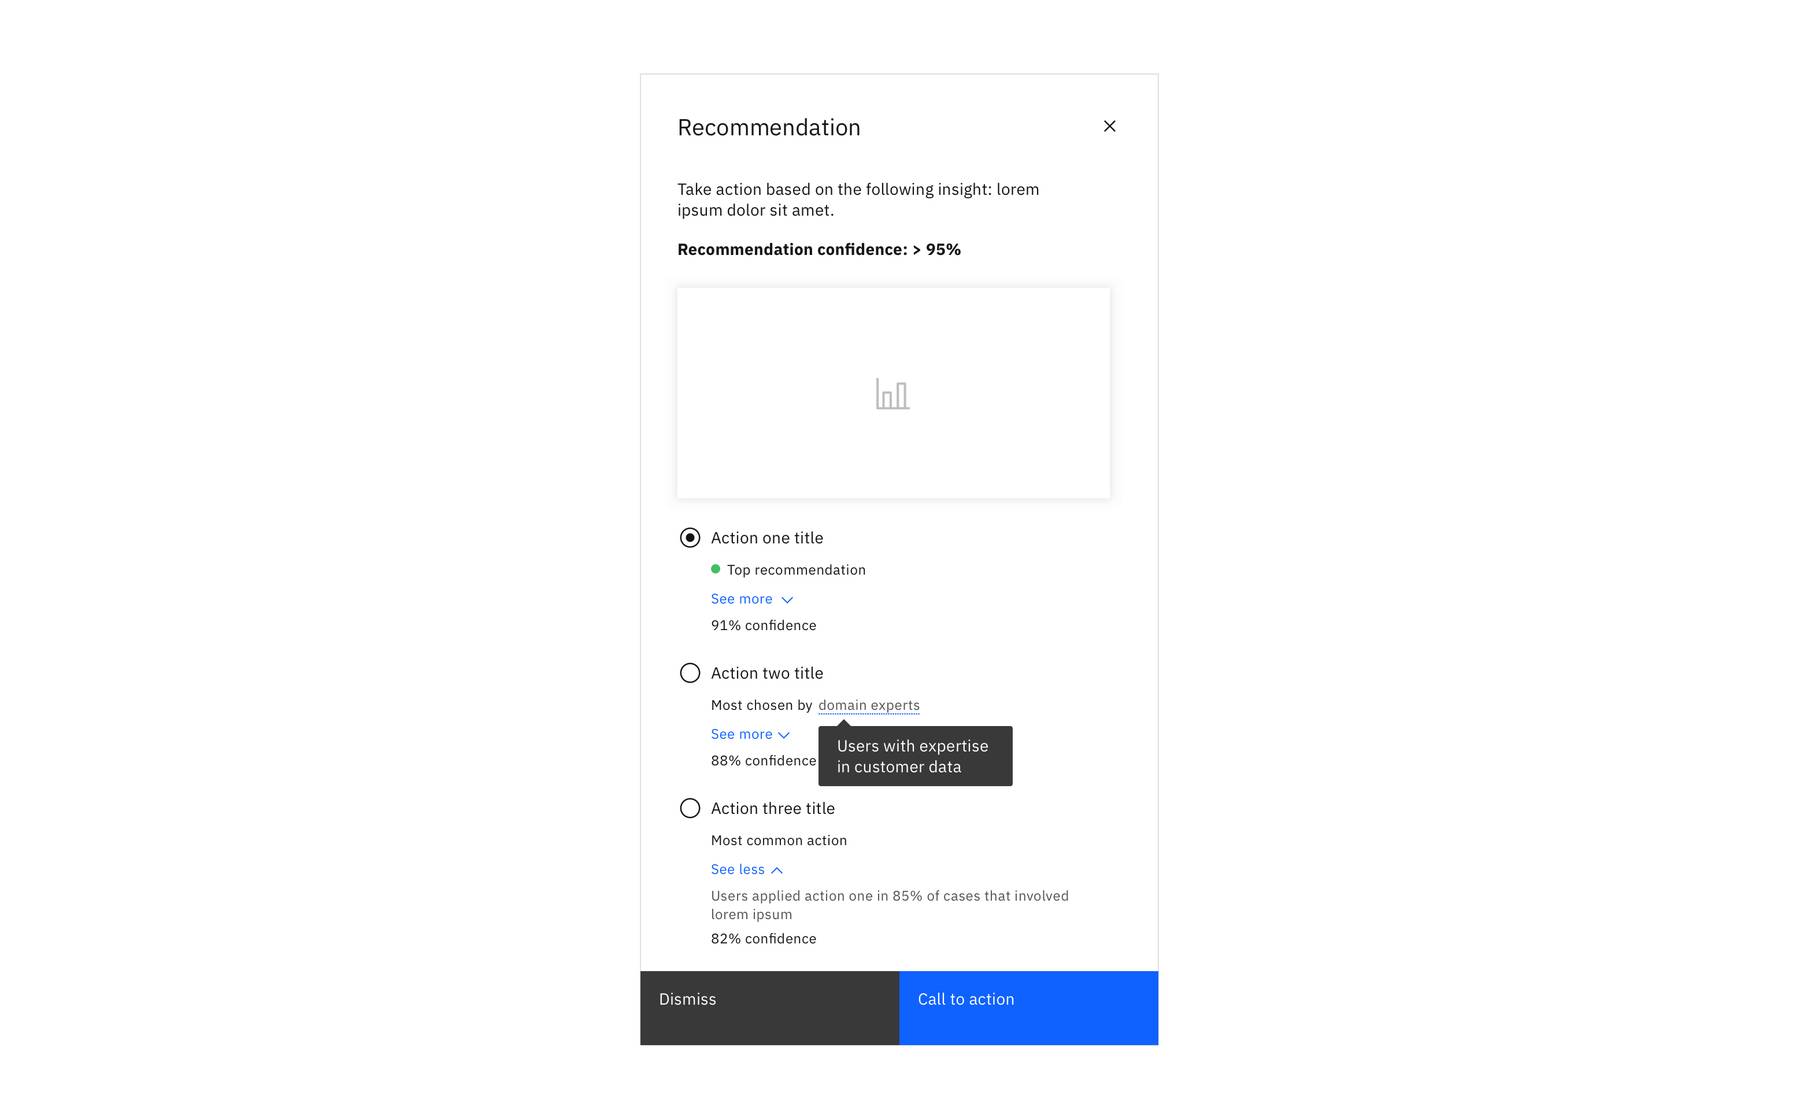 Recommendation
Take action based on the following insight: lorem
ipsum dolor sit amet.
Recommendation confidence: > 95%
Action one title
Top recommendation
See more
91% confidence
Action two title
Most chosen by domain experts
Users with expertise
in customer data
See more
88% confidence
Action three title
Most common action
See less
Users applied action one in 85% of cases that involved
lorem ipsum
82% confidence
Dismiss
Call to action